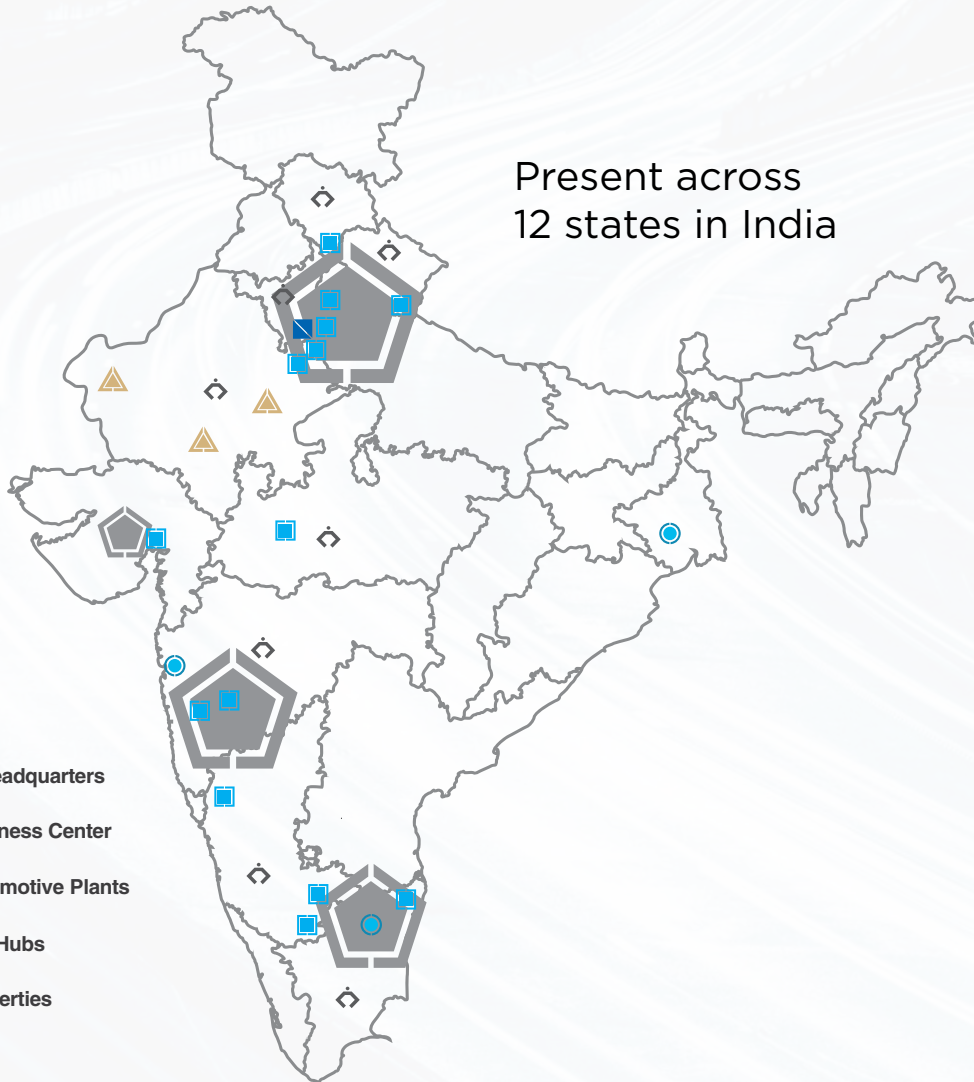 Present across
12 states in India
eadquarters
ness Center
motive Plants
Hubs
erties